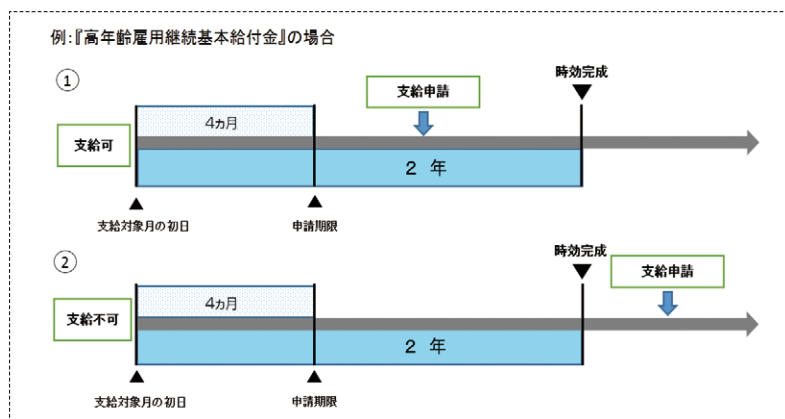 例:『高年齢雇用継続基本給付金』の場合
①
時効完成
支給申請
4ヵ月
支給可
2 年
支給対象月の初日
申請期限
②
時効完成
支給申請
4ヵ月
支給不可
2 年
支給対象月の初日
申請期限